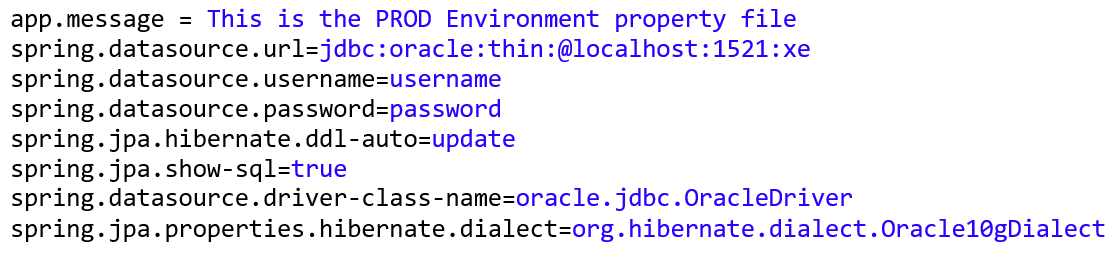 app.message = This is the PROD Environment property file
spring.datasource.url=jdbc:oracle:thin:@localhost:1521:xe
spring.datasource.username=username
spring.datasource.password=password
spring.jpa.hibernate.ddl-auto=update
spring.jpa.show-sql=true
spring.datasource.driver-class-name=oracle.jdbc.OracleDriver
spring.jpa.properties.hibernate.dialect=org.hibernate.dialect.Oracle10gDialect